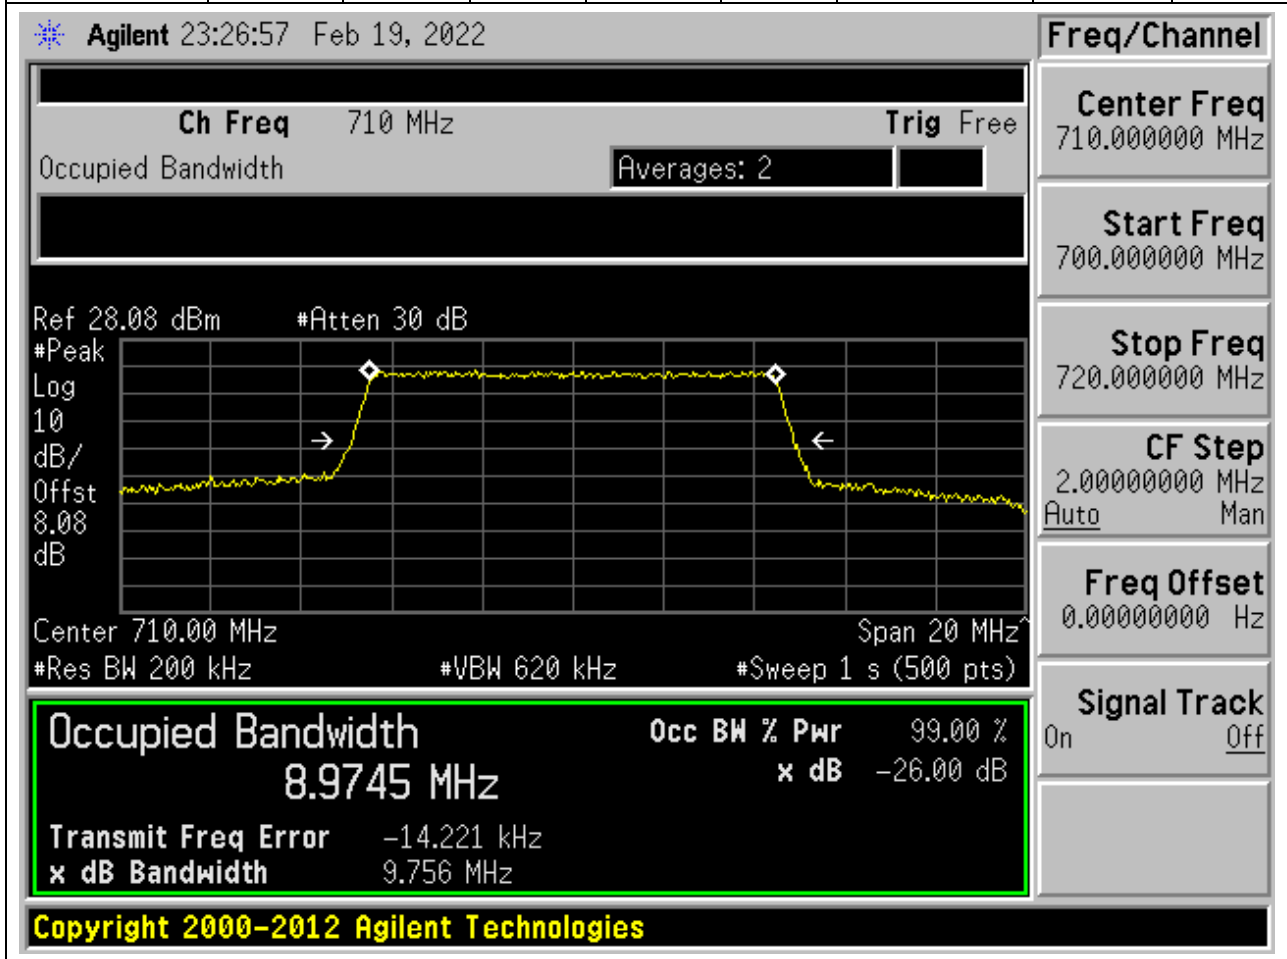 Agilent 23:26:57 Feb 19, 2022
Freq/Channel
Ch Freq 710 MHz Trig Free
Occupied Bandwidth Averages: 2
Center Freq
710.000000 MHz
Start Freq
700.000000 MHz
Stop Freq
720.000000 MHz
CF Step
2.00000000 MHz
Auto Man
Freq Offset
0.00000000 Hz
Signal Track
On Off
Ref 28.08 dBm #Atten 30 dB
#Peak
Log
10
dB/
Offst
8.08
dB
Center 710.00 MHz Span 20 MHz^
#Res BW 200 kHz #VBW 620 kHz #Sweep 1 s (500 pts)
Occupied Bandwidth
8.9745 MHz
Occ BW % Pwr 99.00 %
x dB -26.00 dB
Transmit Freq Error -14.221 kHz
x dB Bandwidth 9.756 MHz
Copyright 2000-2012 Agilent Technologies